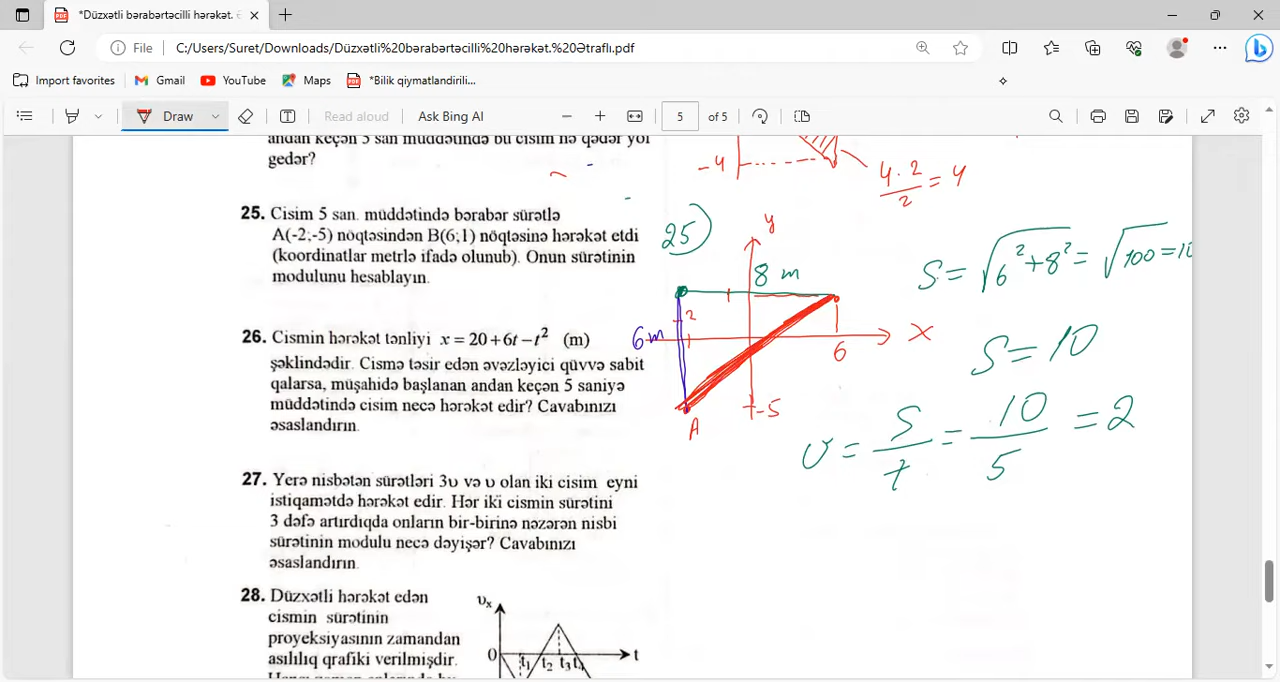 *Düzxətli bərabərtəcilli hərəkət. Ə
File
C:/Users/Suret/Downloads/Düzxətli%20bərabərtəcilli%20hərəkət.%20Ətraflı.pdf
Import favorites
Gmail
YouTube
Maps
*Bilik qiymatlandirili...
Draw
Read aloud
Ask Bing AI
5
of 5
andan keçən 3 san müddətində bu cisim nə qədər yol
gedər?
25. Cisim 5 san. müddətində bərabər sürətlə
A(-2;-5) nöqtəsindən B(6;1) nöqtəsinə hərəkət etdi
(koordinatlar metrlə ifadə olunub). Onun sürətinin
modulunu hesablayın.
26. Cismin hərəkət tənliyi x = 20 + 6t − t² (m)
şəklindədir. Cismə təsir edən əvəzləyici qüvvə sabit
qalarsa, müşahidə başlanan andan keçən 5 saniyə
müddətində cisim necə hərəkət edir? Cavabınızı
əsaslandırın.
27. Yerə nisbətən sürətləri 3υ və υ olan iki cisim eyni
istiqamətdə hərəkət edir. Hər iki cismin sürətini
3 dəfə artırdıqda onların bir-birinə nəzərən nisbi
sürətinin modulu necə dəyişər? Cavabınızı
əsaslandırın.
28. Düzxətli hərəkət edən
cismin sürətinin
proyeksiyasının zamandan
asılılıq qrafiki verilmişdir.
υx
0
t1
t2
t3
t4
t
-4
4 · 2 / 2 = 4
25)
y
8 m
2
6m
X
6
-5
A
S = √6² + 8² = √100 = 10
S = 10
υ = S / t = 10 / 5 = 2